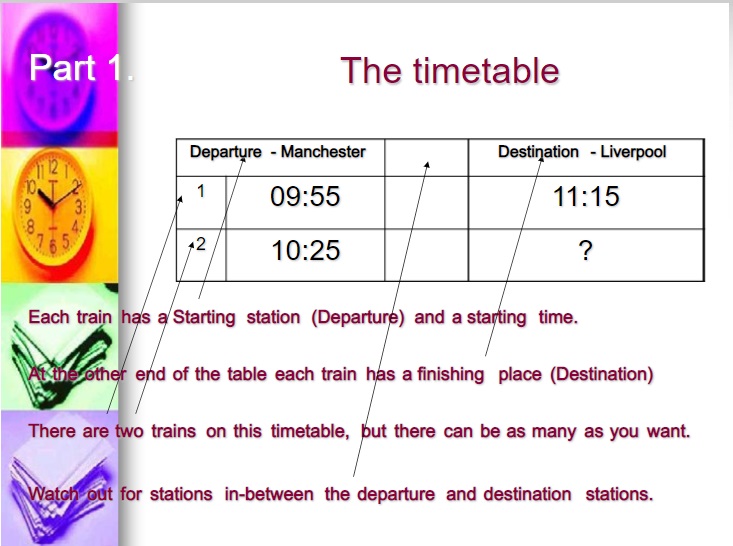 Part 1.
The timetable
Departure - Manchester Destination - Liverpool
1 09:55 11:15
2 10:25 ?
Each train has a Starting station (Departure) and a starting time.
At the other end of the table each train has a finishing place (Destination)
There are two trains on this timetable, but there can be as many as you want.
Watch out for stations in-between the departure and destination stations.